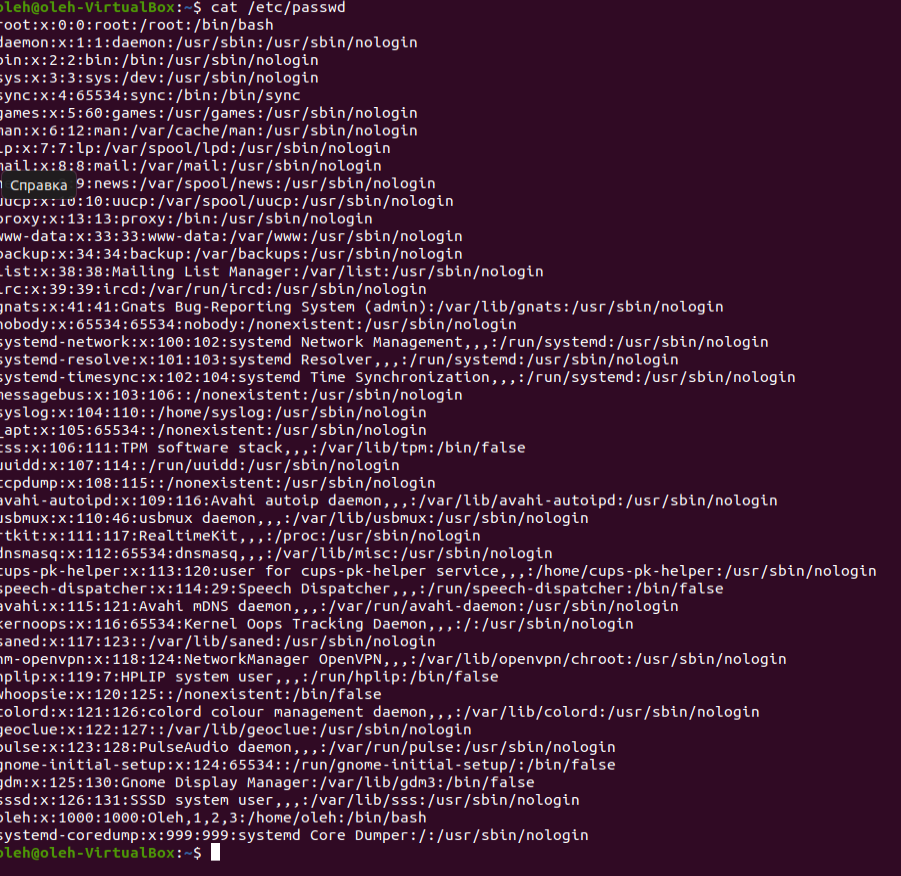 oleh@oleh-VirtualBox:~$ cat /etc/passwd
root:x:0:0:root:/root:/bin/bash
daemon:x:1:1:daemon:/usr/sbin:/usr/sbin/nologin
bin:x:2:2:bin:/bin:/usr/sbin/nologin
sys:x:3:3:sys:/dev:/usr/sbin/nologin
sync:x:4:65534:sync:/bin:/bin/sync
games:x:5:60:games:/usr/games:/usr/sbin/nologin
man:x:6:12:man:/var/cache/man:/usr/sbin/nologin
lp:x:7:7:lp:/var/spool/lpd:/usr/sbin/nologin
mail:x:8:8:mail:/var/mail:/usr/sbin/nologin
Справка
9:news:/var/spool/news:/usr/sbin/nologin
uucp:x:10:10:uucp:/var/spool/uucp:/usr/sbin/nologin
proxy:x:13:13:proxy:/bin:/usr/sbin/nologin
www-data:x:33:33:www-data:/var/www:/usr/sbin/nologin
backup:x:34:34:backup:/var/backups:/usr/sbin/nologin
list:x:38:38:Mailing List Manager:/var/list:/usr/sbin/nologin
irc:x:39:39:ircd:/var/run/ircd:/usr/sbin/nologin
gnats:x:41:41:Gnats Bug-Reporting System (admin):/var/lib/gnats:/usr/sbin/nologin
nobody:x:65534:65534:nobody:/nonexistent:/usr/sbin/nologin
systemd-network:x:100:102:systemd Network Management,,,:/run/systemd:/usr/sbin/nologin
systemd-resolve:x:101:103:systemd Resolver,,,:/run/systemd:/usr/sbin/nologin
systemd-timesync:x:102:104:systemd Time Synchronization,,,:/run/systemd:/usr/sbin/nologin
messagebus:x:103:106::/nonexistent:/usr/sbin/nologin
syslog:x:104:110::/home/syslog:/usr/sbin/nologin
_apt:x:105:65534::/nonexistent:/usr/sbin/nologin
tss:x:106:111:TPM software stack,,,:/var/lib/tpm:/bin/false
uuidd:x:107:114::/run/uuidd:/usr/sbin/nologin
tcpdump:x:108:115::/nonexistent:/usr/sbin/nologin
avahi-autoipd:x:109:116:Avahi autoip daemon,,,:/var/lib/avahi-autoipd:/usr/sbin/nologin
usbmux:x:110:46:usbmux daemon,,,:/var/lib/usbmux:/usr/sbin/nologin
rtkit:x:111:117:RealtimeKit,,,:/proc:/usr/sbin/nologin
dnsmasq:x:112:65534:dnsmasq,,,:/var/lib/misc:/usr/sbin/nologin
cups-pk-helper:x:113:120:user for cups-pk-helper service,,,:/home/cups-pk-helper:/usr/sbin/nologin
speech-dispatcher:x:114:29:Speech Dispatcher,,,:/run/speech-dispatcher:/bin/false
avahi:x:115:121:Avahi mDNS daemon,,,:/var/run/avahi-daemon:/usr/sbin/nologin
kernoops:x:116:65534:Kernel Oops Tracking Daemon,,,:/:/usr/sbin/nologin
saned:x:117:123::/var/lib/saned:/usr/sbin/nologin
nm-openvpn:x:118:124:NetworkManager OpenVPN,,,:/var/lib/openvpn/chroot:/usr/sbin/nologin
hplip:x:119:7:HPLIP system user,,,:/run/hplip:/bin/false
whoopsie:x:120:125::/nonexistent:/bin/false
colord:x:121:126:colord colour management daemon,,,:/var/lib/colord:/usr/sbin/nologin
geoclue:x:122:127::/var/lib/geoclue:/usr/sbin/nologin
pulse:x:123:128:PulseAudio daemon,,,:/var/run/pulse:/usr/sbin/nologin
gnome-initial-setup:x:124:65534::/run/gnome-initial-setup/:/bin/false
gdm:x:125:130:Gnome Display Manager:/var/lib/gdm3:/bin/false
sssd:x:126:131:SSSD system user,,,:/var/lib/sss:/usr/sbin/nologin
oleh:x:1000:1000:Oleh,1,2,3:/home/oleh:/bin/bash
systemd-coredump:x:999:999:systemd Core Dumper:/:/usr/sbin/nologin
oleh@oleh-VirtualBox:~$